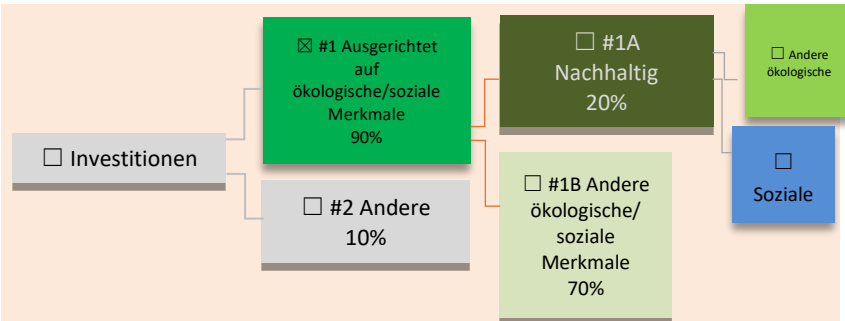 ☐ Investitionen
☒ #1 Ausgerichtet
auf
ökologische/soziale
Merkmale
90%
☐ #2 Andere
10%
☐ #1A
Nachhaltig
20%
☐ #1B Andere
ökologische/
soziale
Merkmale
70%
☐ Andere
ökologische
☐
Soziale